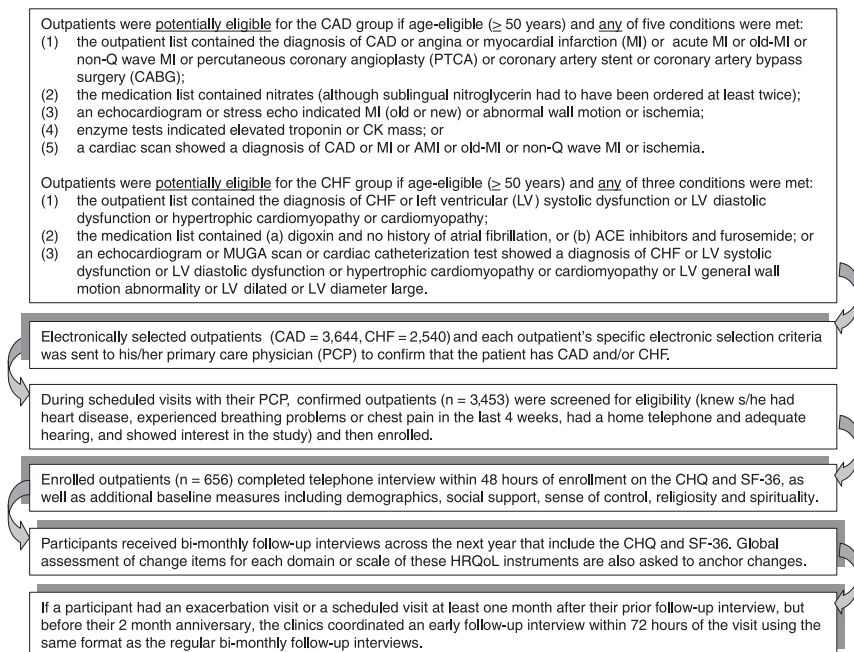 Outpatients were potentially eligible for the CAD group if age-eligible (≥ 50 years) and any of five conditions were met:
(1) the outpatient list contained the diagnosis of CAD or angina or myocardial infarction (MI) or acute MI or old-MI or
non-Q wave MI or percutaneous coronary angioplasty (PTCA) or coronary artery stent or coronary artery bypass
surgery (CABG);
(2) the medication list contained nitrates (although sublingual nitroglycerin had to have been ordered at least twice);
(3) an echocardiogram or stress echo indicated MI (old or new) or abnormal wall motion or ischemia;
(4) enzyme tests indicated elevated troponin or CK mass; or
(5) a cardiac scan showed a diagnosis of CAD or MI or AMI or old-MI or non-Q wave MI or ischemia.
Outpatients were potentially eligible for the CHF group if age-eligible (≥ 50 years) and any of three conditions were met:
(1) the outpatient list contained the diagnosis of CHF or left ventricular (LV) systolic dysfunction or LV diastolic
dysfunction or hypertrophic cardiomyopathy or cardiomyopathy;
(2) the medication list contained (a) digoxin and no history of atrial fibrillation, or (b) ACE inhibitors and furosemide; or
(3) an echocardiogram or MUGA scan or cardiac catheterization test showed a diagnosis of CHF or LV systolic
dysfunction or LV diastolic dysfunction or hypertrophic cardiomyopathy or cardiomyopathy or LV general wall
motion abnormality or LV dilated or LV diameter large.
Electronically selected outpatients (CAD = 3,644, CHF = 2,540) and each outpatient's specific electronic selection criteria
was sent to his/her primary care physician (PCP) to confirm that the patient has CAD and/or CHF.
During scheduled visits with their PCP, confirmed outpatients (n = 3,453) were screened for eligibility (knew s/he had
heart disease, experienced breathing problems or chest pain in the last 4 weeks, had a home telephone and adequate
hearing, and showed interest in the study) and then enrolled.
Enrolled outpatients (n = 656) completed telephone interview within 48 hours of enrollment on the CHQ and SF-36, as
well as additional baseline measures including demographics, social support, sense of control, religiosity and spirituality.
Participants received bi-monthly follow-up interviews across the next year that include the CHQ and SF-36. Global
assessment of change items for each domain or scale of these HRQoL instruments are also asked to anchor changes.
If a participant had an exacerbation visit or a scheduled visit at least one month after their prior follow-up interview, but
before their 2 month anniversary, the clinics coordinated an early follow-up interview within 72 hours of the visit using the
same format as the regular bi-monthly follow-up interviews.